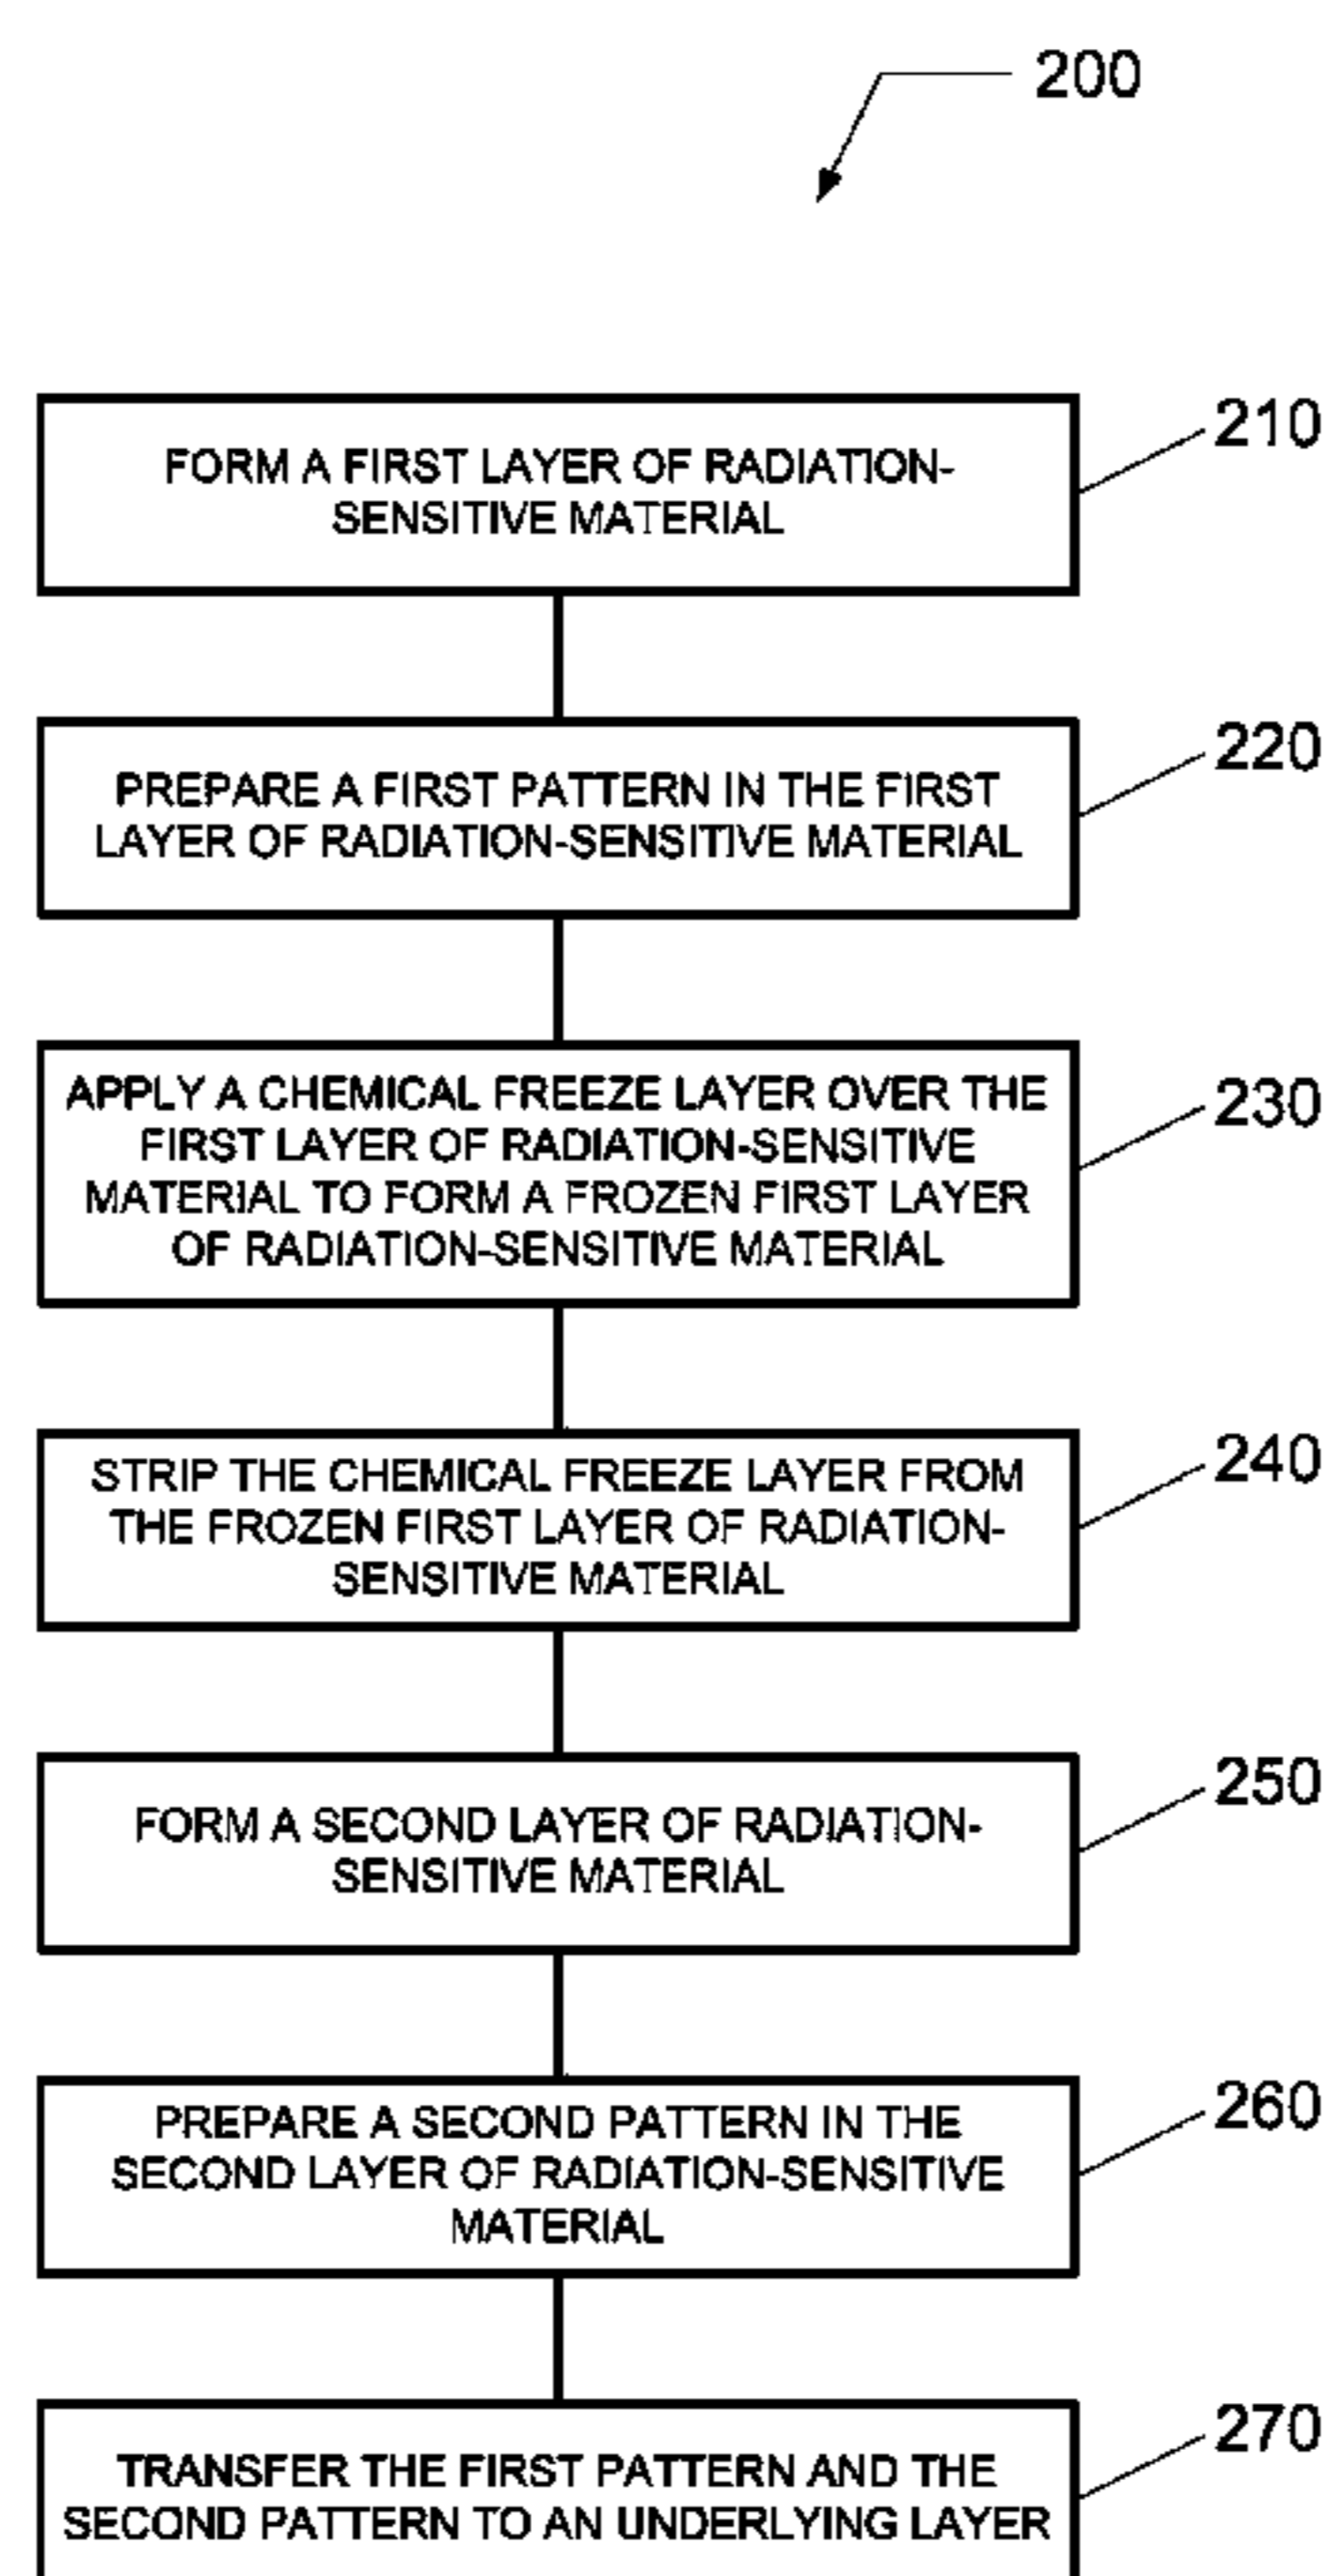 200
FORM A FIRST LAYER OF RADIATION-
SENSITIVE MATERIAL
210
PREPARE A FIRST PATTERN IN THE FIRST
LAYER OF RADIATION-SENSITIVE MATERIAL
220
APPLY A CHEMICAL FREEZE LAYER OVER THE
FIRST LAYER OF RADIATION-SENSITIVE
MATERIAL TO FORM A FROZEN FIRST LAYER
OF RADIATION-SENSITIVE MATERIAL
230
STRIP THE CHEMICAL FREEZE LAYER FROM
THE FROZEN FIRST LAYER OF RADIATION-
SENSITIVE MATERIAL
240
FORM A SECOND LAYER OF RADIATION-
SENSITIVE MATERIAL
250
PREPARE A SECOND PATTERN IN THE
SECOND LAYER OF RADIATION-SENSITIVE
MATERIAL
260
TRANSFER THE FIRST PATTERN AND THE
SECOND PATTERN TO AN UNDERLYING LAYER
270